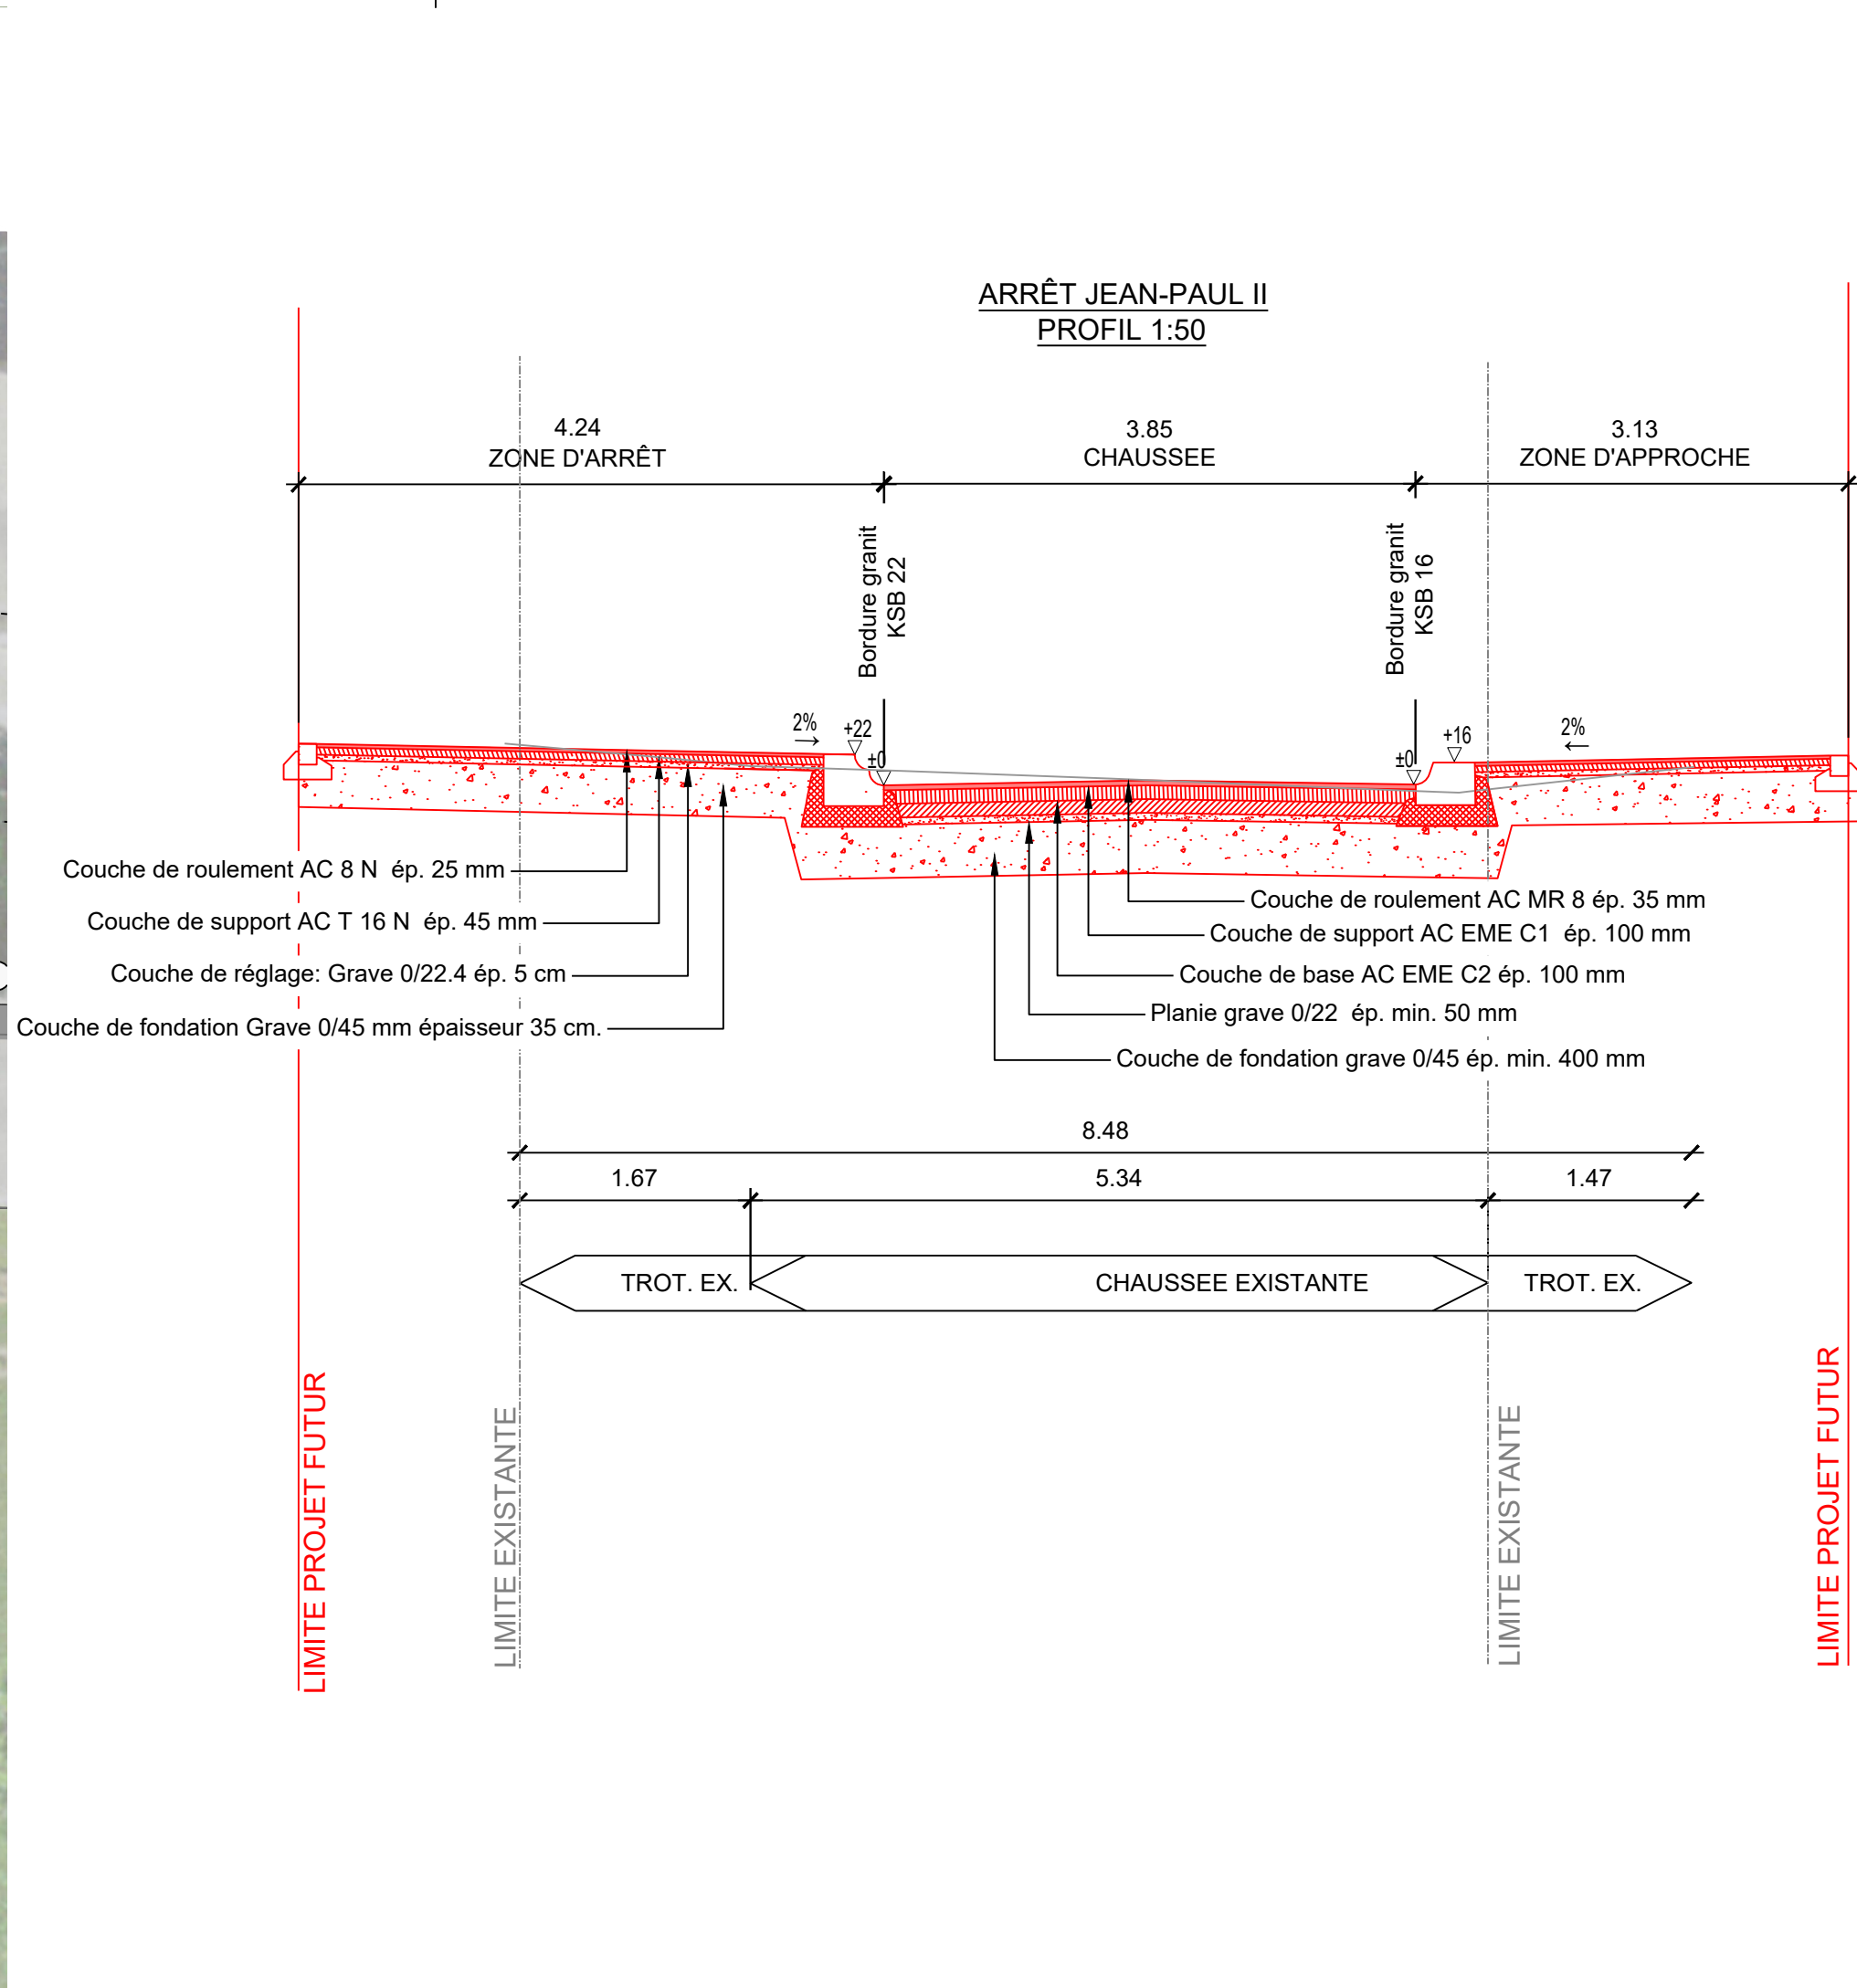 ARRÊT JEAN-PAUL II
PROFIL 1:50
4.24
ZONE D'ARRÊT
3.85
CHAUSSEE
3.13
ZONE D'APPROCHE
Bordure granit
KSB 22
Bordure granit
KSB 16
2%
+22
±0
±0
+16
2%
Couche de roulement AC 8 N  ép. 25 mm
Couche de support AC T 16 N  ép. 45 mm
Couche de réglage: Grave 0/22.4 ép. 5 cm
Couche de fondation Grave 0/45 mm épaisseur 35 cm.
Couche de roulement AC MR 8 ép. 35 mm
Couche de support AC EME C1  ép. 100 mm
Couche de base AC EME C2 ép. 100 mm
Planie grave 0/22  ép. min. 50 mm
Couche de fondation grave 0/45 ép. min. 400 mm
8.48
1.67
5.34
1.47
TROT. EX.
CHAUSSEE EXISTANTE
TROT. EX.
LIMITE PROJET FUTUR
LIMITE EXISTANTE
LIMITE EXISTANTE
LIMITE PROJET FUTUR